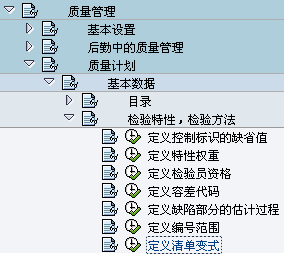 质量管理
基本设置
后勤中的质量管理
质量计划
基本数据
目录
检验特性，检验方法
定义控制标识的缺省值
定义特性权重
定义检验员资格
定义容差代码
定义缺陷部分的估计过程
定义编号范围
定义清单变式